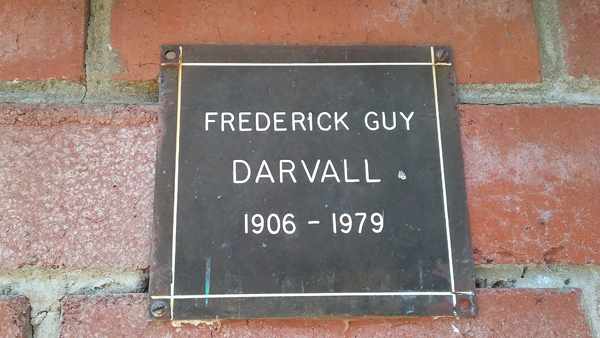 FREDERICK GUY
DARVALL
1906 - 1979